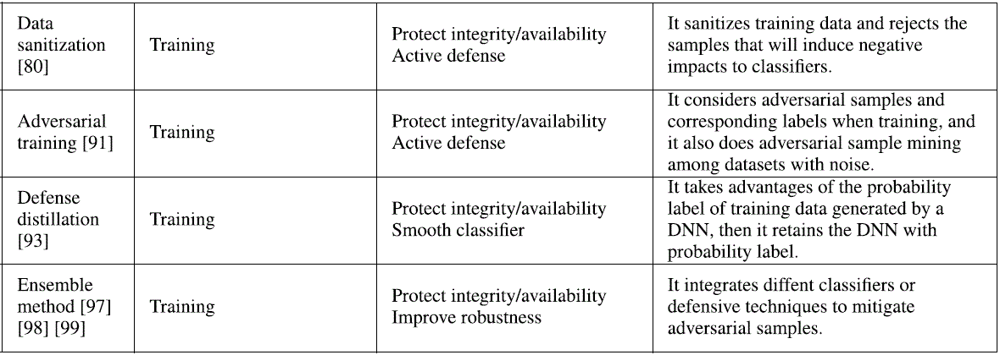 Data
sanitization
[80]
Training
Protect integrity/availability
Active defense
It sanitizes training data and rejects the
samples that will induce negative
impacts to classifiers.
Adversarial
training [91]
Training
Protect integrity/availability
Active defense
It considers adversarial samples and
corresponding labels when training, and
it also does adversarial sample mining
among datasets with noise.
Defense
distillation
[93]
Training
Protect integrity/availability
Smooth classifier
It takes advantages of the probability
label of training data generated by a
DNN, then it retains the DNN with
probability label.
Ensemble
method [97]
[98] [99]
Training
Protect integrity/availability
Improve robustness
It integrates diffent classifiers or
defensive techniques to mitigate
adversarial samples.